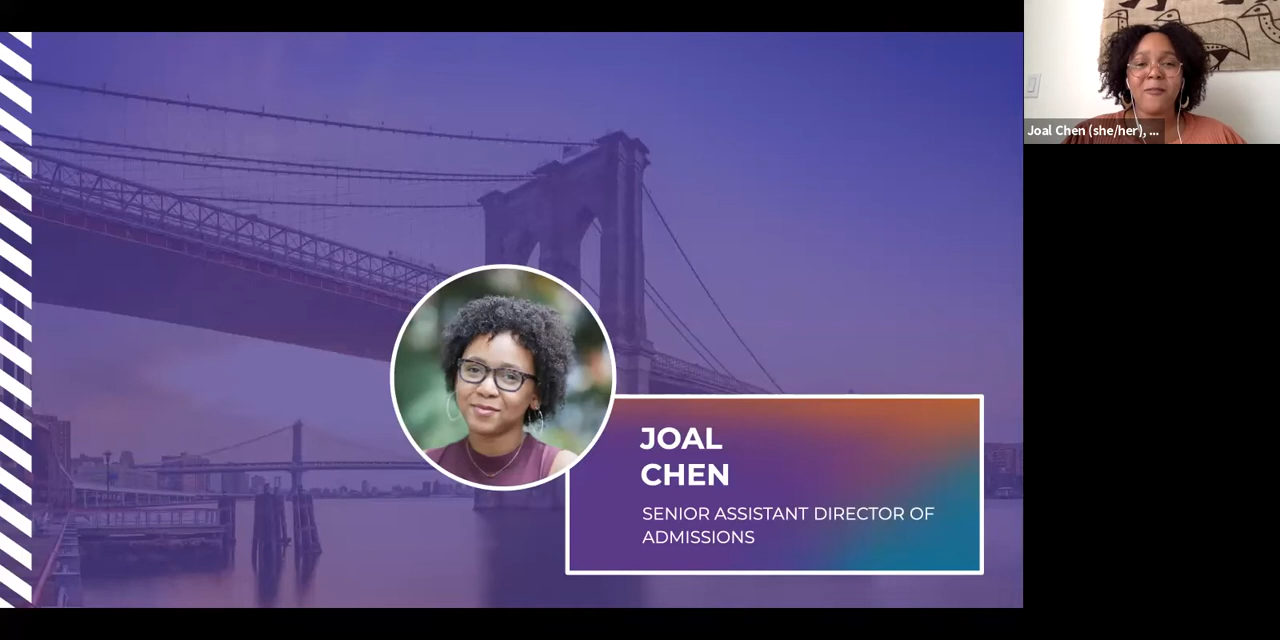 Joal Chen (she/her), ...
JOAL
CHEN
SENIOR ASSISTANT DIRECTOR OF
ADMISSIONS